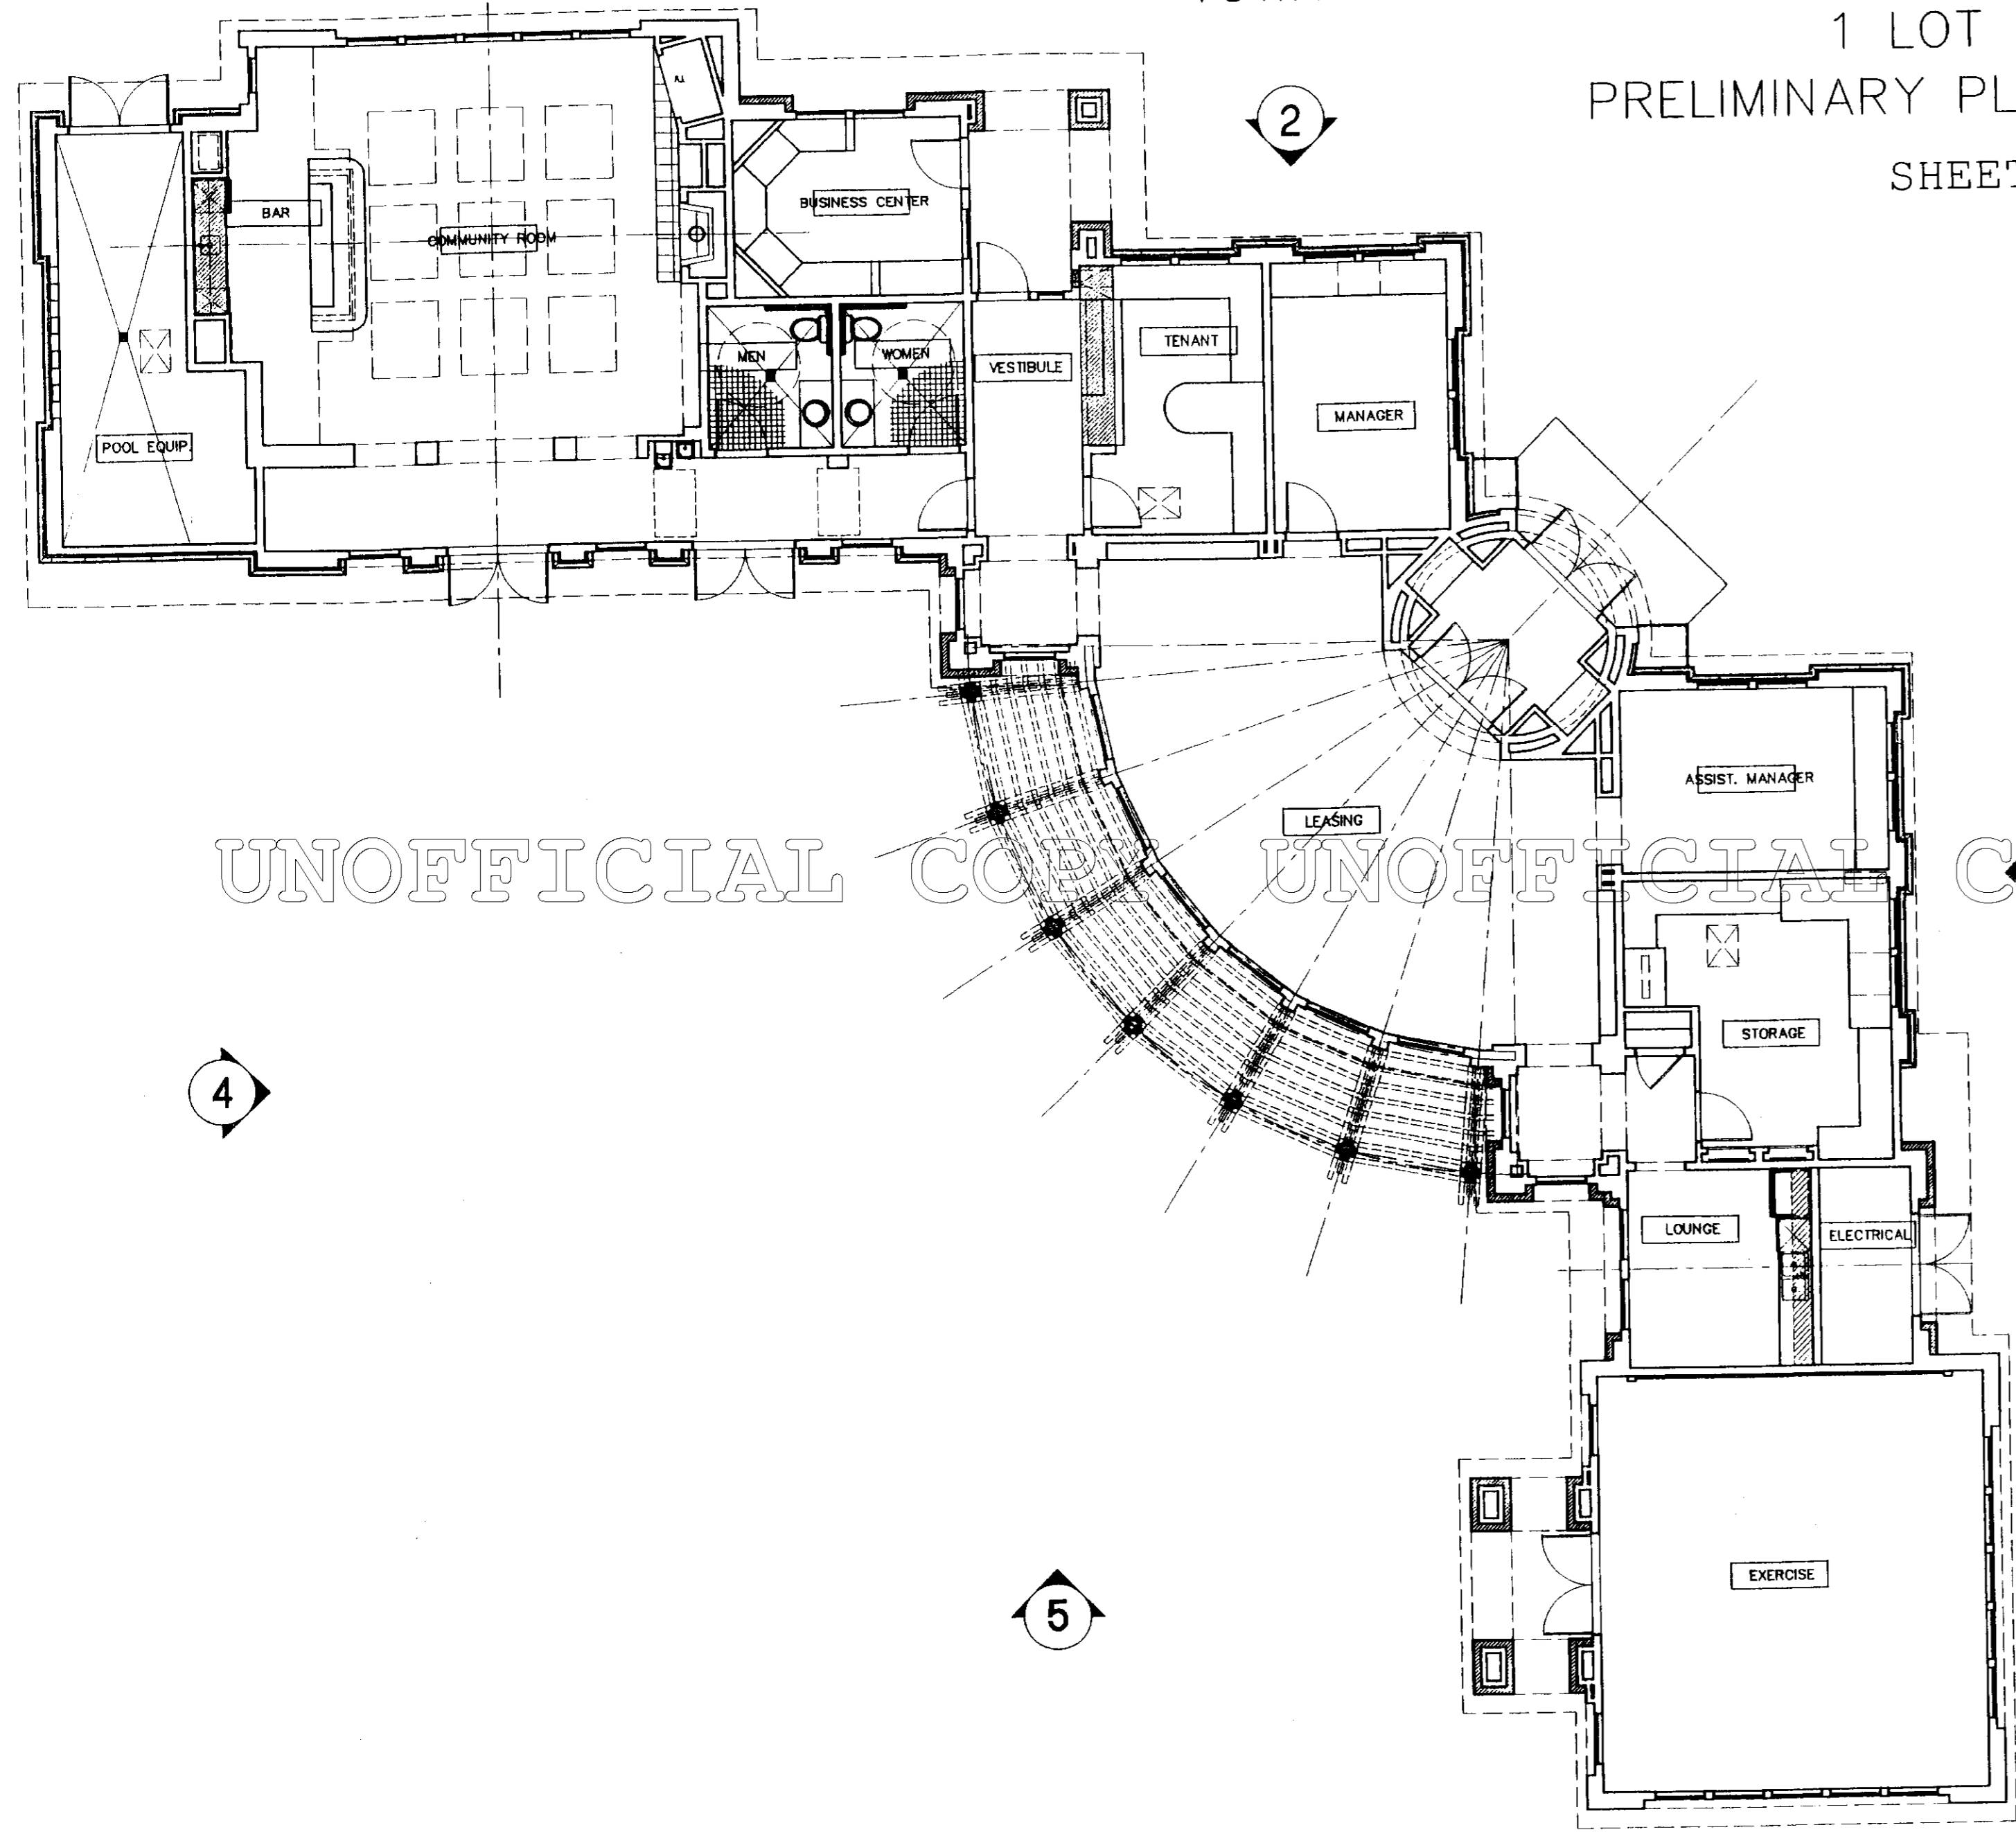 1 LOT
PRELIMINARY PL
SHEET
2
BAR
COMMUNITY ROOM
TV
BUSINESS CENTER
MEN
WOMEN
VESTIBULE
TENANT
MANAGER
POOL EQUIP.
ASSIST. MANAGER
LEASING
UNOFFICIAL COPY UNOFFICIAL C
STORAGE
4
LOUNGE
ELECTRICAL
EXERCISE
5